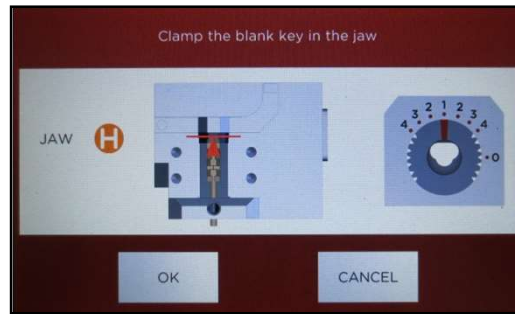 Clamp the blank key in the jaw
JAW H
4 3 2 1 2 3 4 0
OK CANCEL